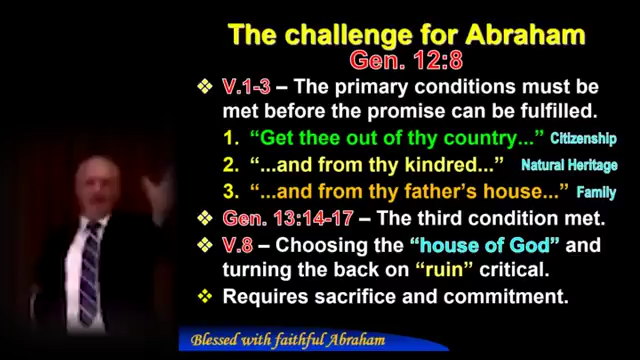 The challenge for Abraham
Gen. 12:8
❖ V.1-3 – The primary conditions must be
met before the promise can be fulfilled.
1. “Get thee out of thy country...” Citizenship
2. “...and from thy kindred...” Natural Heritage
3. “...and from thy father’s house...” Family
❖ Gen. 13:14-17 – The third condition met.
❖ V.8 – Choosing the “house of God” and
turning the back on “ruin” critical.
❖ Requires sacrifice and commitment.
Blessed with faithful Abraham